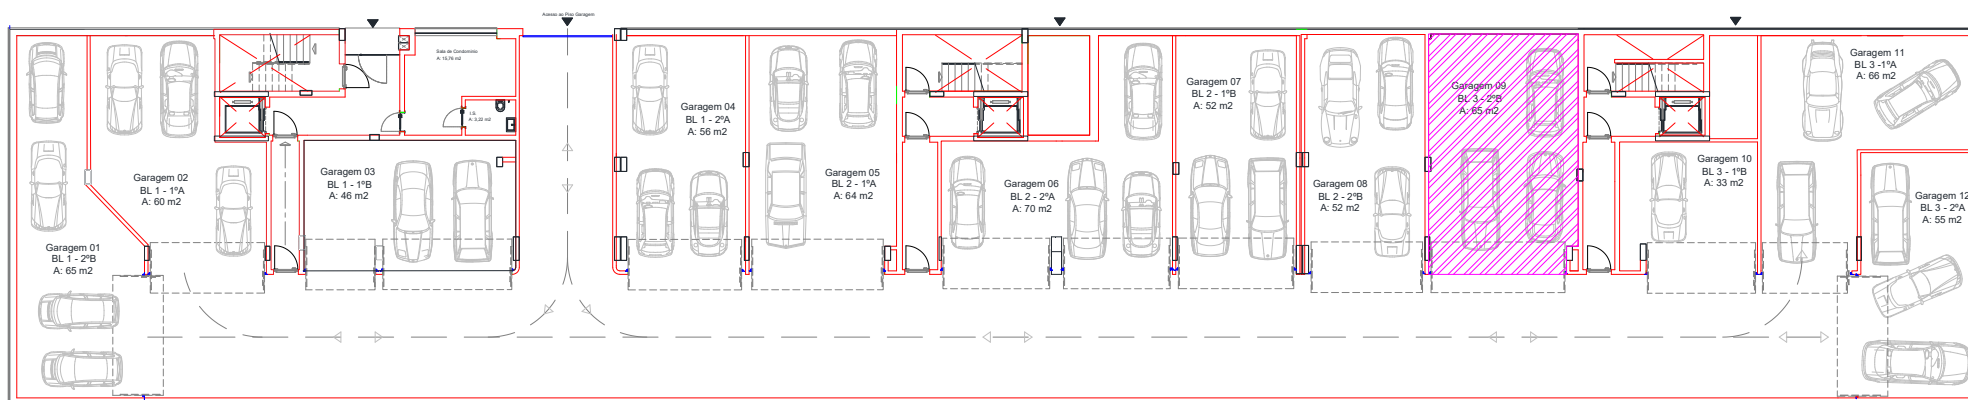 Acesso do Piso Garagem
Sala de Condomínio
A: 15,76 m2
I.S.
A: 3,22 m2
Garagem 01
BL 1 - 2ºB
A: 65 m2
Garagem 02
BL 1 - 1ºA
A: 60 m2
Garagem 03
BL 1 - 1ºB
A: 46 m2
Garagem 04
BL 1 - 2ºA
A: 56 m2
Garagem 05
BL 2 - 1ºA
A: 64 m2
Garagem 06
BL 2 - 2ºA
A: 70 m2
Garagem 07
BL 2 - 1ºB
A: 52 m2
Garagem 08
BL 2 - 2ºB
A: 52 m2
Garagem 09
BL 3 - 2ºB
A: 65 m2
Garagem 10
BL 3 - 1ºB
A: 33 m2
Garagem 11
BL 3 -1ºA
A: 66 m2
Garagem 12
BL 3 - 2ºA
A: 55 m2